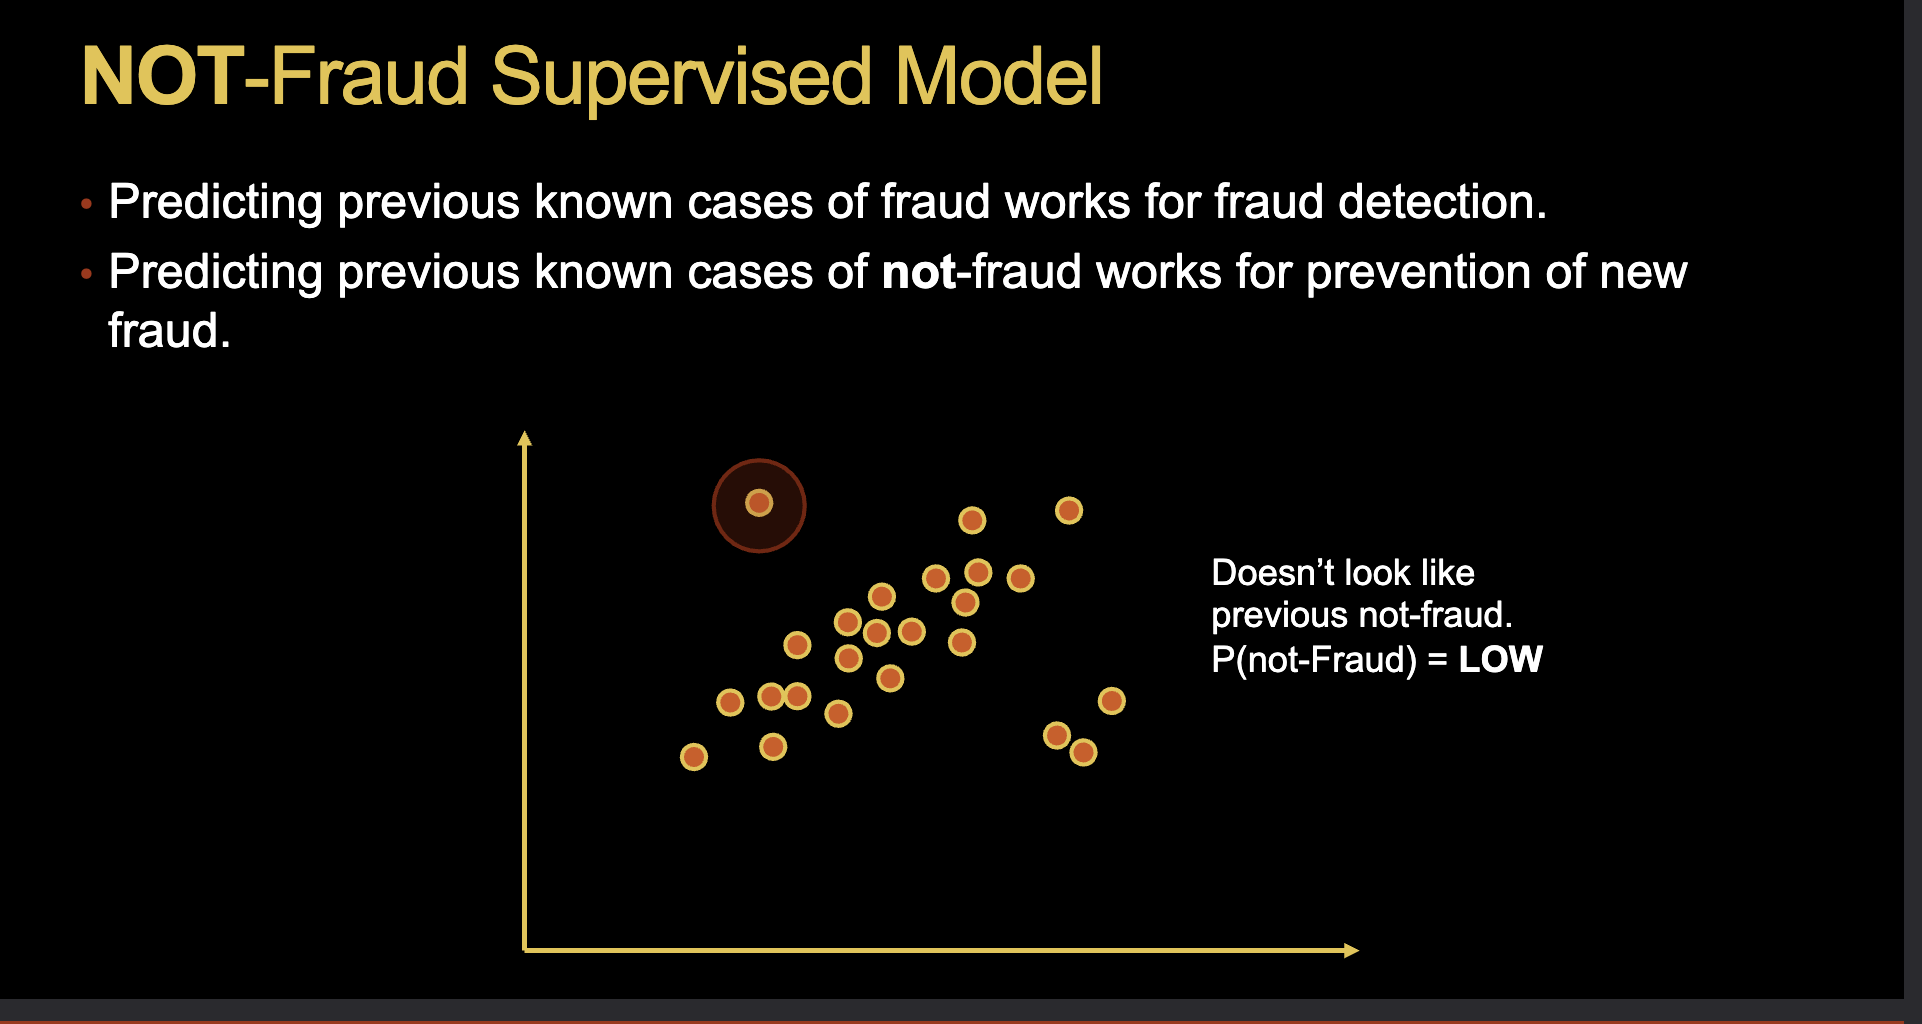 NOT-Fraud Supervised Model
• Predicting previous known cases of fraud works for fraud detection.
• Predicting previous known cases of not-fraud works for prevention of new
fraud.
Doesn’t look like
previous not-fraud.
P(not-Fraud) = LOW